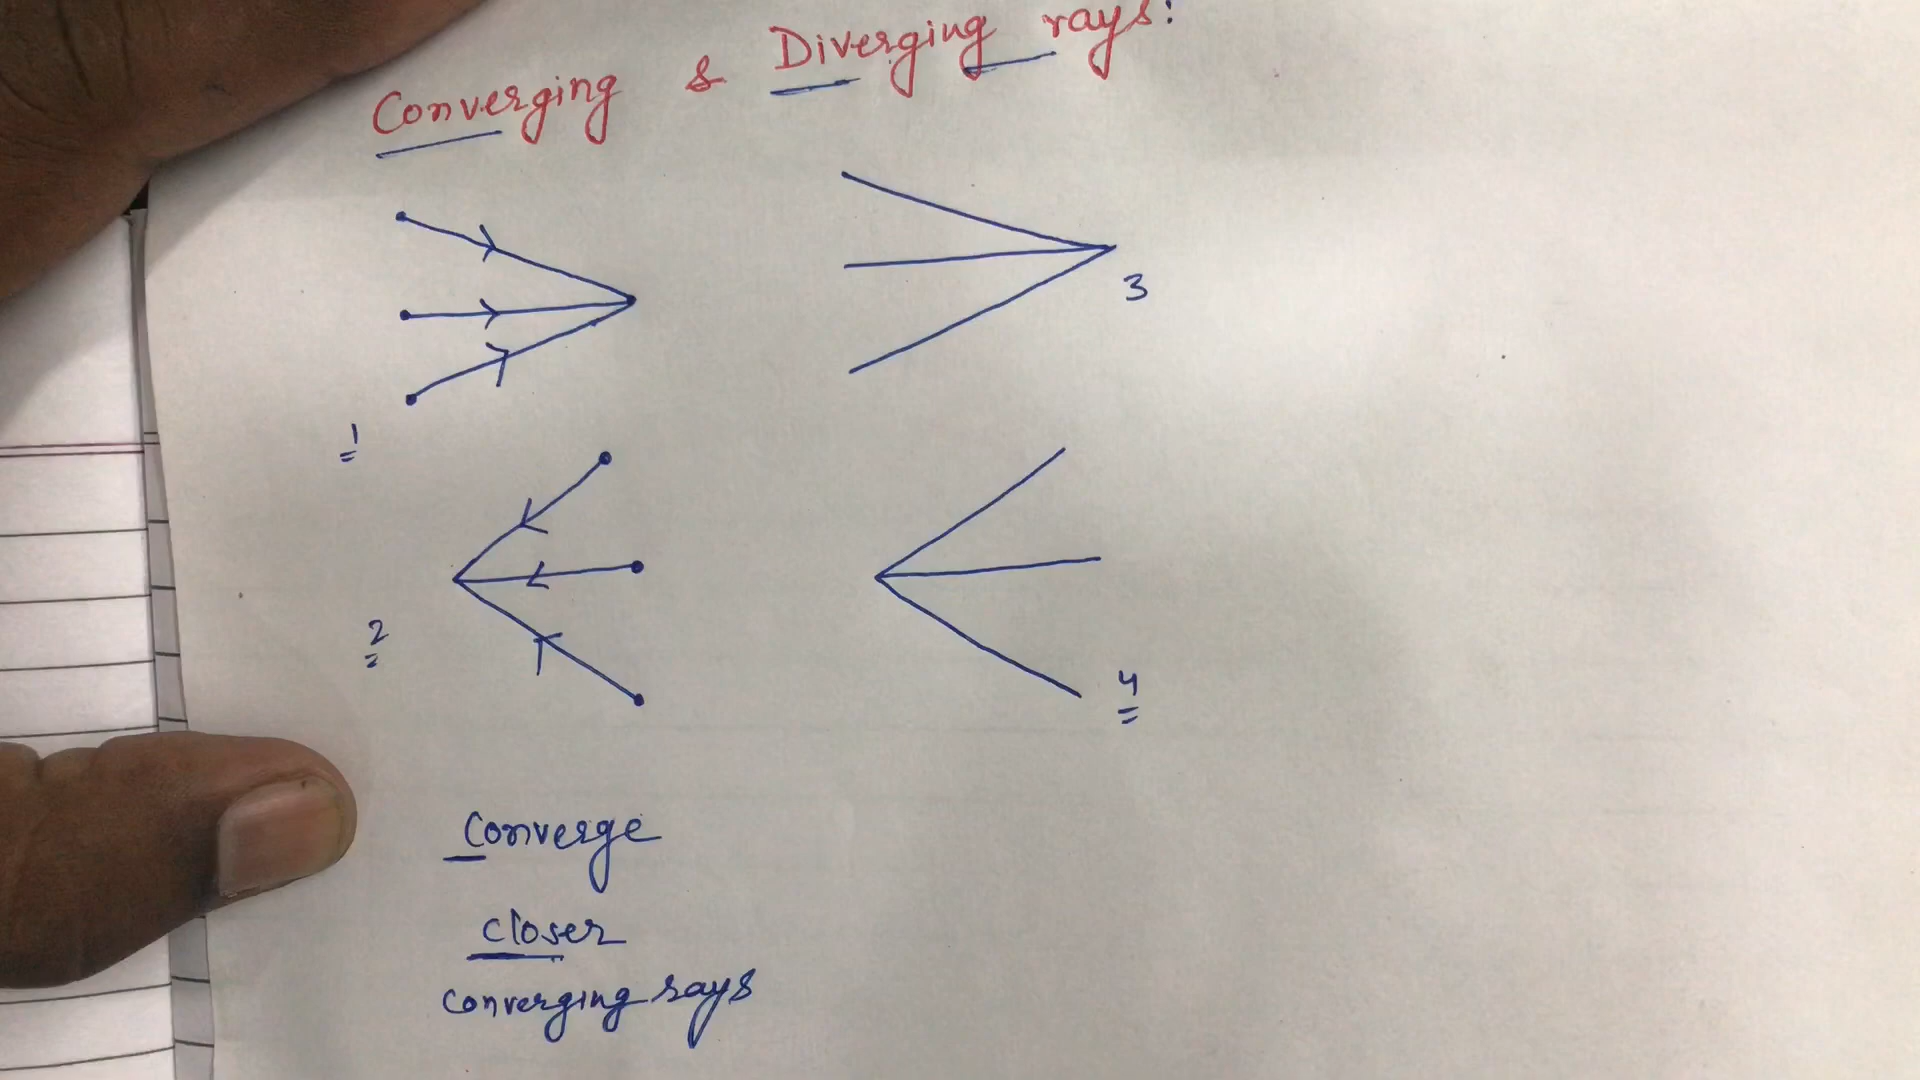 Converging & Diverging rays:
3
1
2
4
Converge
closer
converging rays